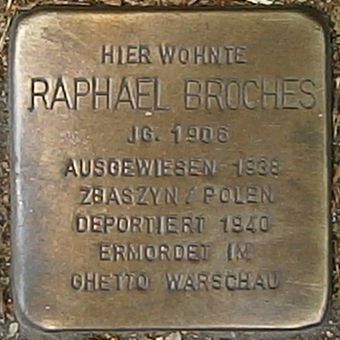 HIER WOHNTE
RAPHAEL BROCHES
JG. 1906
AUSGEWIESEN 1938
ZBASZYN / POLEN
DEPORTIERT 1940
ERMORDET IM
GHETTO WARSCHAU